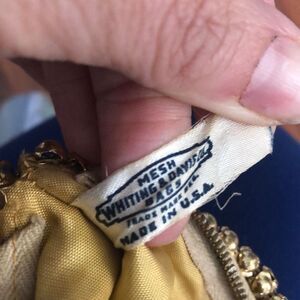 MESH
WHITING & DAVIS CO.
BAGS
TRADE MARK REG.
MADE IN U.S.A.